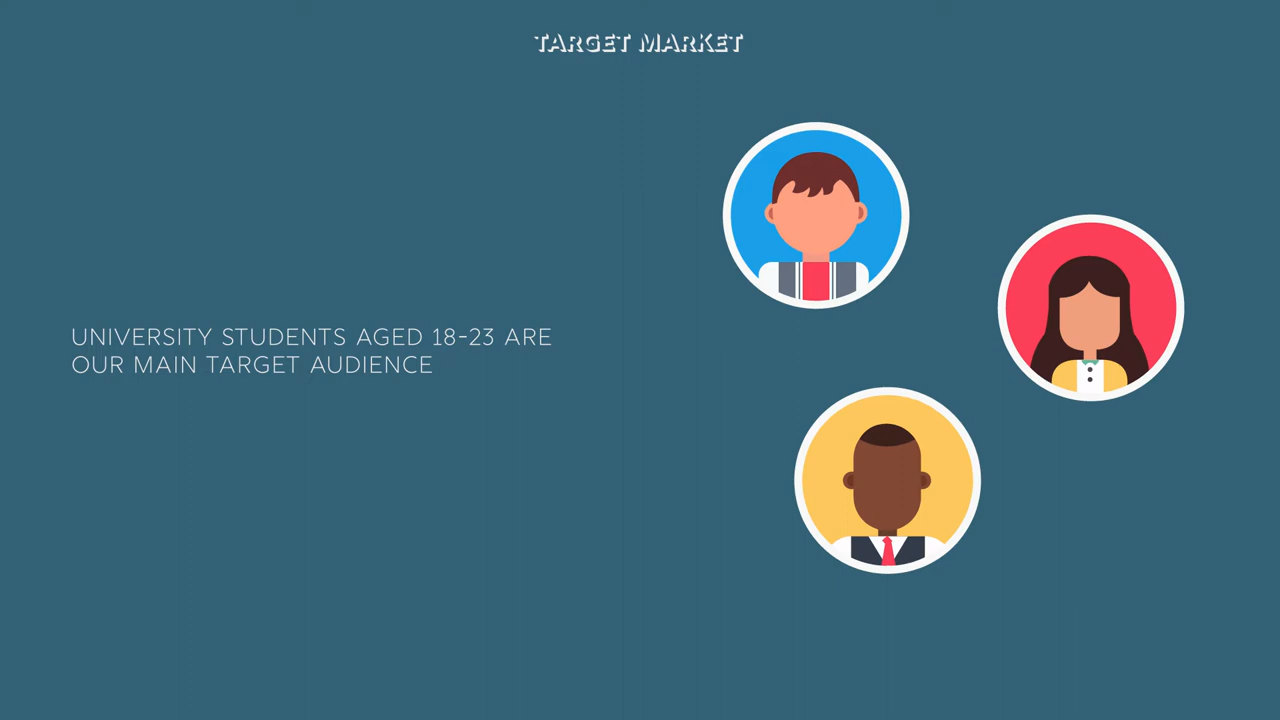 TARGET MARKET
UNIVERSITY STUDENTS AGED 18-23 ARE
OUR MAIN TARGET AUDIENCE